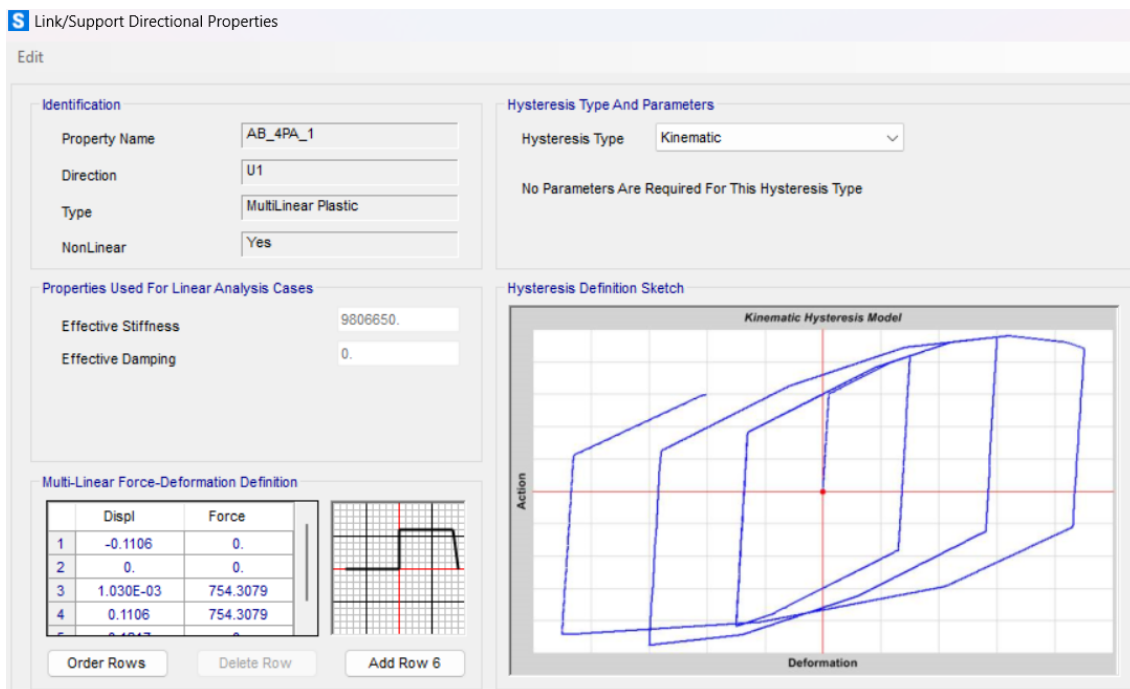 S Link/Support Directional Properties
Edit
Identification
Property Name AB_4PA_1
Direction U1
Type MultiLinear Plastic
NonLinear Yes
Hysteresis Type And Parameters
Hysteresis Type Kinematic
No Parameters Are Required For This Hysteresis Type
Properties Used For Linear Analysis Cases
Effective Stiffness 9806650.
Effective Damping 0.
Hysteresis Definition Sketch
Kinematic Hysteresis Model
Action
Deformation
Multi-Linear Force-Deformation Definition
Displ Force
1 -0.1106 0.
2 0. 0.
3 1.030E-03 754.3079
4 0.1106 754.3079
Order Rows Delete Row Add Row 6